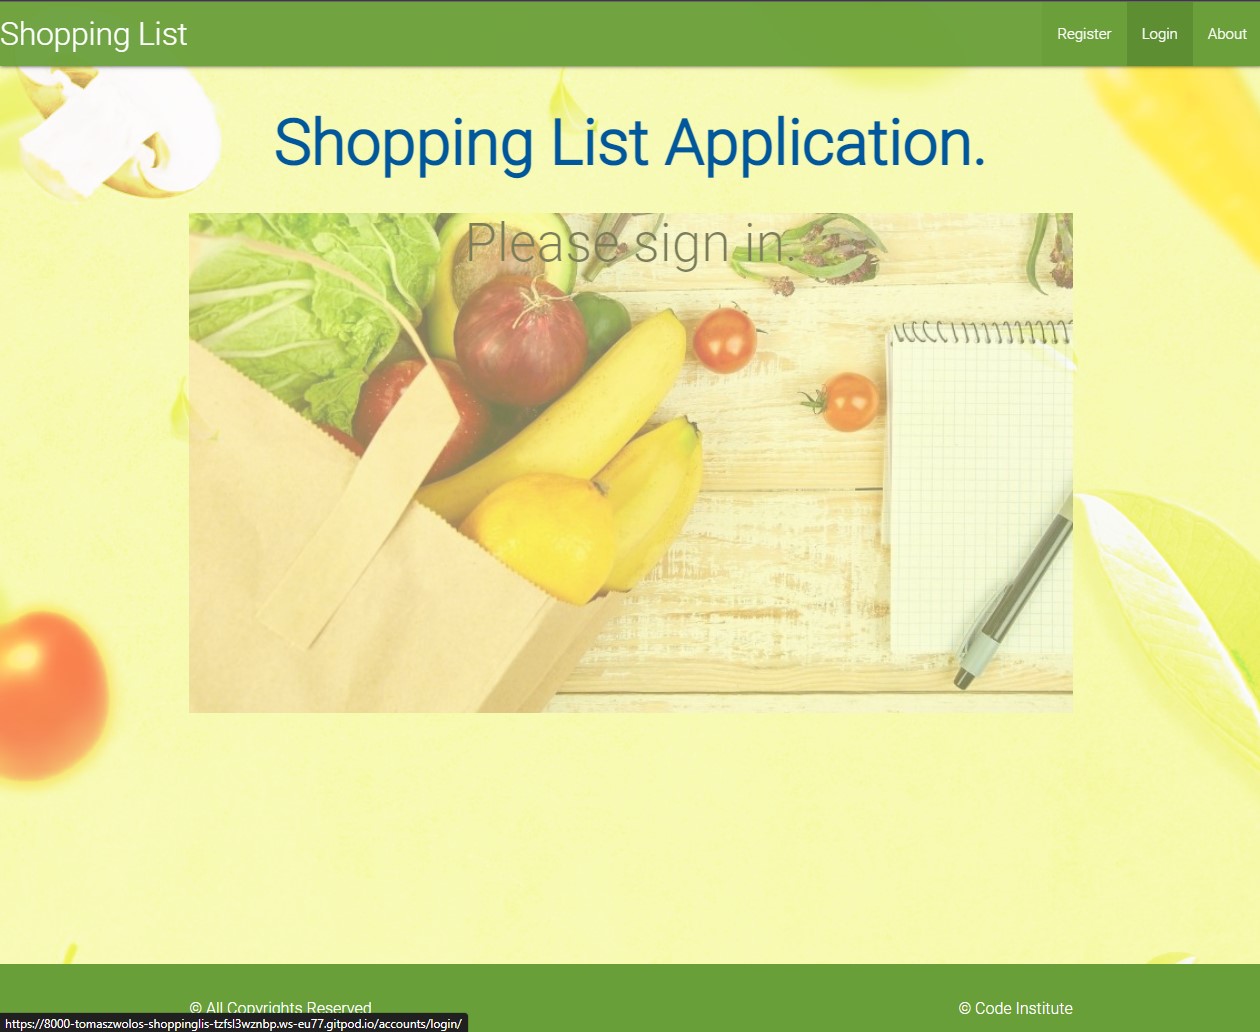 Shopping List
Register Login About
Shopping List Application.
Please sign in.
© All Copyrights Reserved
© Code Institute
https://8000-tomaszwolos-shoppinglis-tzfsl3wznbp.ws-eu77.gitpod.io/accounts/login/